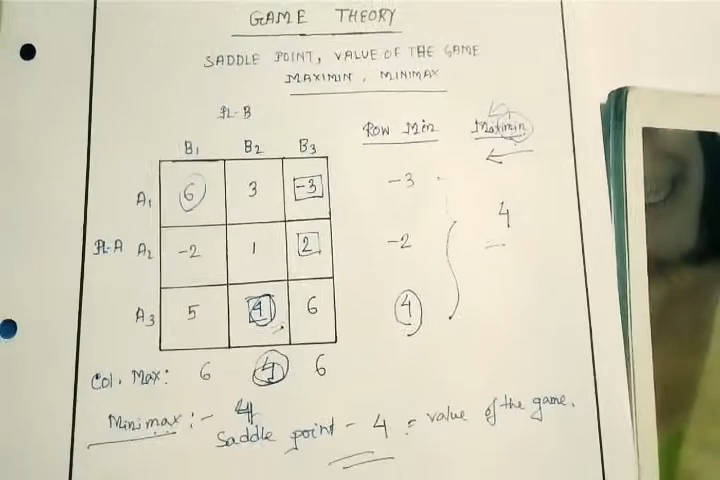 GAME THEORY
SADDLE POINT, VALUE OF THE GAME
MAXIMIN, MINIMAX
PL-B
Row Min Maximin
B1 B2 B3
A1 6 3 -3 -3
4
PL-A A2 -2 1 2 -2
A3 5 4 6 4
Col. Max: 6 4 6
Minimax :- 4
Saddle point - 4 = value of the game.